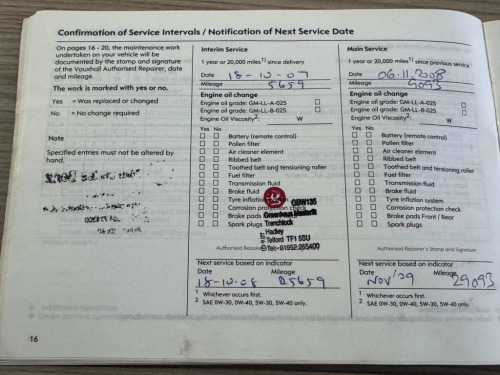 Confirmation of Service Intervals / Notification of Next Service Date
On pages 16 - 20, the maintenance work
undertaken on your vehicle will be
documented by the stamp and signature
of the Vauxhall Authorised Repairer, date
and mileage.
The work is marked with yes or no.
Yes = Was replaced or changed
No = No change required
Note
Specified entries must not be altered by
hand.
16
Interim Service
1 year or 20,000 miles1) since delivery
Date 18-10-07
Mileage 5659
Engine oil change
Engine oil grade: GM-LL-A-025
Engine oil grade: GM-LL-B-025
Engine Oil Viscosity2: W
Yes No
Battery (remote control)
Pollen filter
Air cleaner element
Ribbed belt
Toothed belt and tensioning roller
Fuel filter
Transmission fluid
Brake fluid
Tyre inflation
Corrosion protection check
Brake pads
Spark plugs
GBW135
Trenchlock
Hadley
Telford TF1 5SU
Tel: 01952 265400
Authorised Repairer's
Next service based on indicator
Date Mileage
18-10-08 25659
1 Whichever occurs first.
2 SAE 0W-30, 0W-40, 5W-30, 5W-40 only.
Main Service
1 year or 20,000 miles1) since previous service
Date 06.11.2008
Mileage 9093
Engine oil change
Engine oil grade: GM-LL-A-025
Engine oil grade: GM-LL-B-025
Engine Oil Viscosity2: W
Yes No
Battery (remote control)
Pollen filter
Air cleaner element
Ribbed belt
Toothed belt and tensioning roller
Fuel filter
Transmission fluid
Brake fluid
Tyre inflation system
Corrosion protection check
Brake pads Front / Rear
Spark plugs
Authorised Repairer's Stamp and Signature
Next service based on indicator
Date Mileage
Nov '09 29093
1 Whichever occurs first.
2 SAE 0W-30, 0W-40, 5W-30, 5W-40 only.